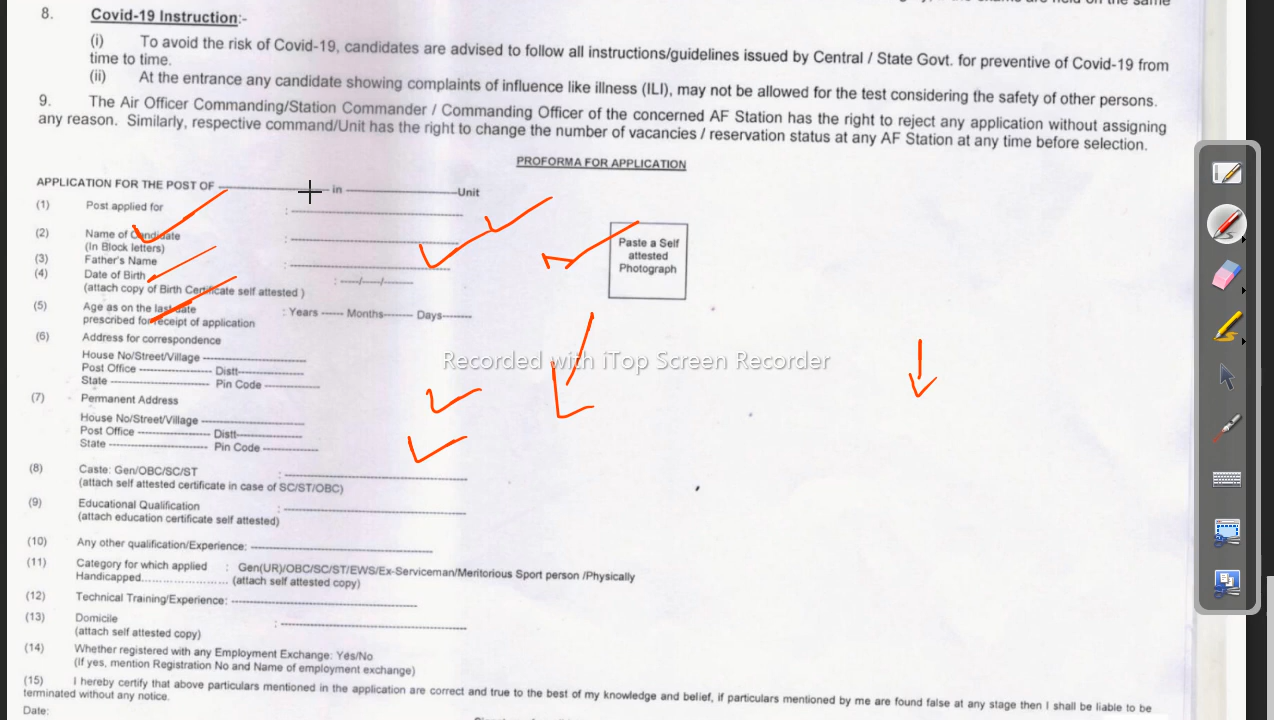 8. Covid-19 Instruction:-
(i) To avoid the risk of Covid-19, candidates are advised to follow all instructions/guidelines issued by Central / State Govt. for preventive of Covid-19 from
time to time.
(ii) At the entrance any candidate showing complaints of influence like illness (ILI), may not be allowed for the test considering the safety of other persons.
9. The Air Officer Commanding/Station Commander / Commanding Officer of the concerned AF Station has the right to reject any application without assigning
any reason. Similarly, respective command/Unit has the right to change the number of vacancies / reservation status at any AF Station at any time before selection.
PROFORMA FOR APPLICATION
APPLICATION FOR THE POST OF ---------------------- in ----------------------Unit
(1) Post applied for : ----------------------------------
(2) Name of Candidate : ----------------------------------
(In Block letters)
(3) Father's Name : --------------------------------
(4) Date of Birth : -----/-----/-------
(attach copy of Birth Certificate self attested )
Paste a Self
attested
Photograph
(5) Age as on the last date : Years ------ Months-------- Days-------
prescribed for receipt of application
(6) Address for correspondence
House No/Street/Village ---------------------
Post Office --------------- Distt--------------
State -------------------- Pin Code -----------
Recorded with iTop Screen Recorder
(7) Permanent Address
House No/Street/Village ---------------------
Post Office --------------- Distt--------------
State -------------------- Pin Code -----------
(8) Caste: Gen/OBC/SC/ST : ------------------------------------
(attach self attested certificate in case of SC/ST/OBC)
(9) Educational Qualification : ------------------------------------
(attach education certificate self attested)
(10) Any other qualification/Experience: ------------------------------------
(11) Category for which applied : Gen(UR)/OBC/SC/ST/EWS/Ex-Serviceman/Meritorious Sport person /Physically
Handicapped........................ (attach self attested copy)
(12) Technical Training/Experience: ------------------------------------
(13) Domicile : ------------------------------------
(attach self attested copy)
(14) Whether registered with any Employment Exchange: Yes/No
(If yes, mention Registration No and Name of employment exchange)
(15) I hereby certify that above particulars mentioned in the application are correct and true to the best of my knowledge and belief, if particulars mentioned by me are found false at any stage then I shall be liable to be
terminated without any notice.
Date: